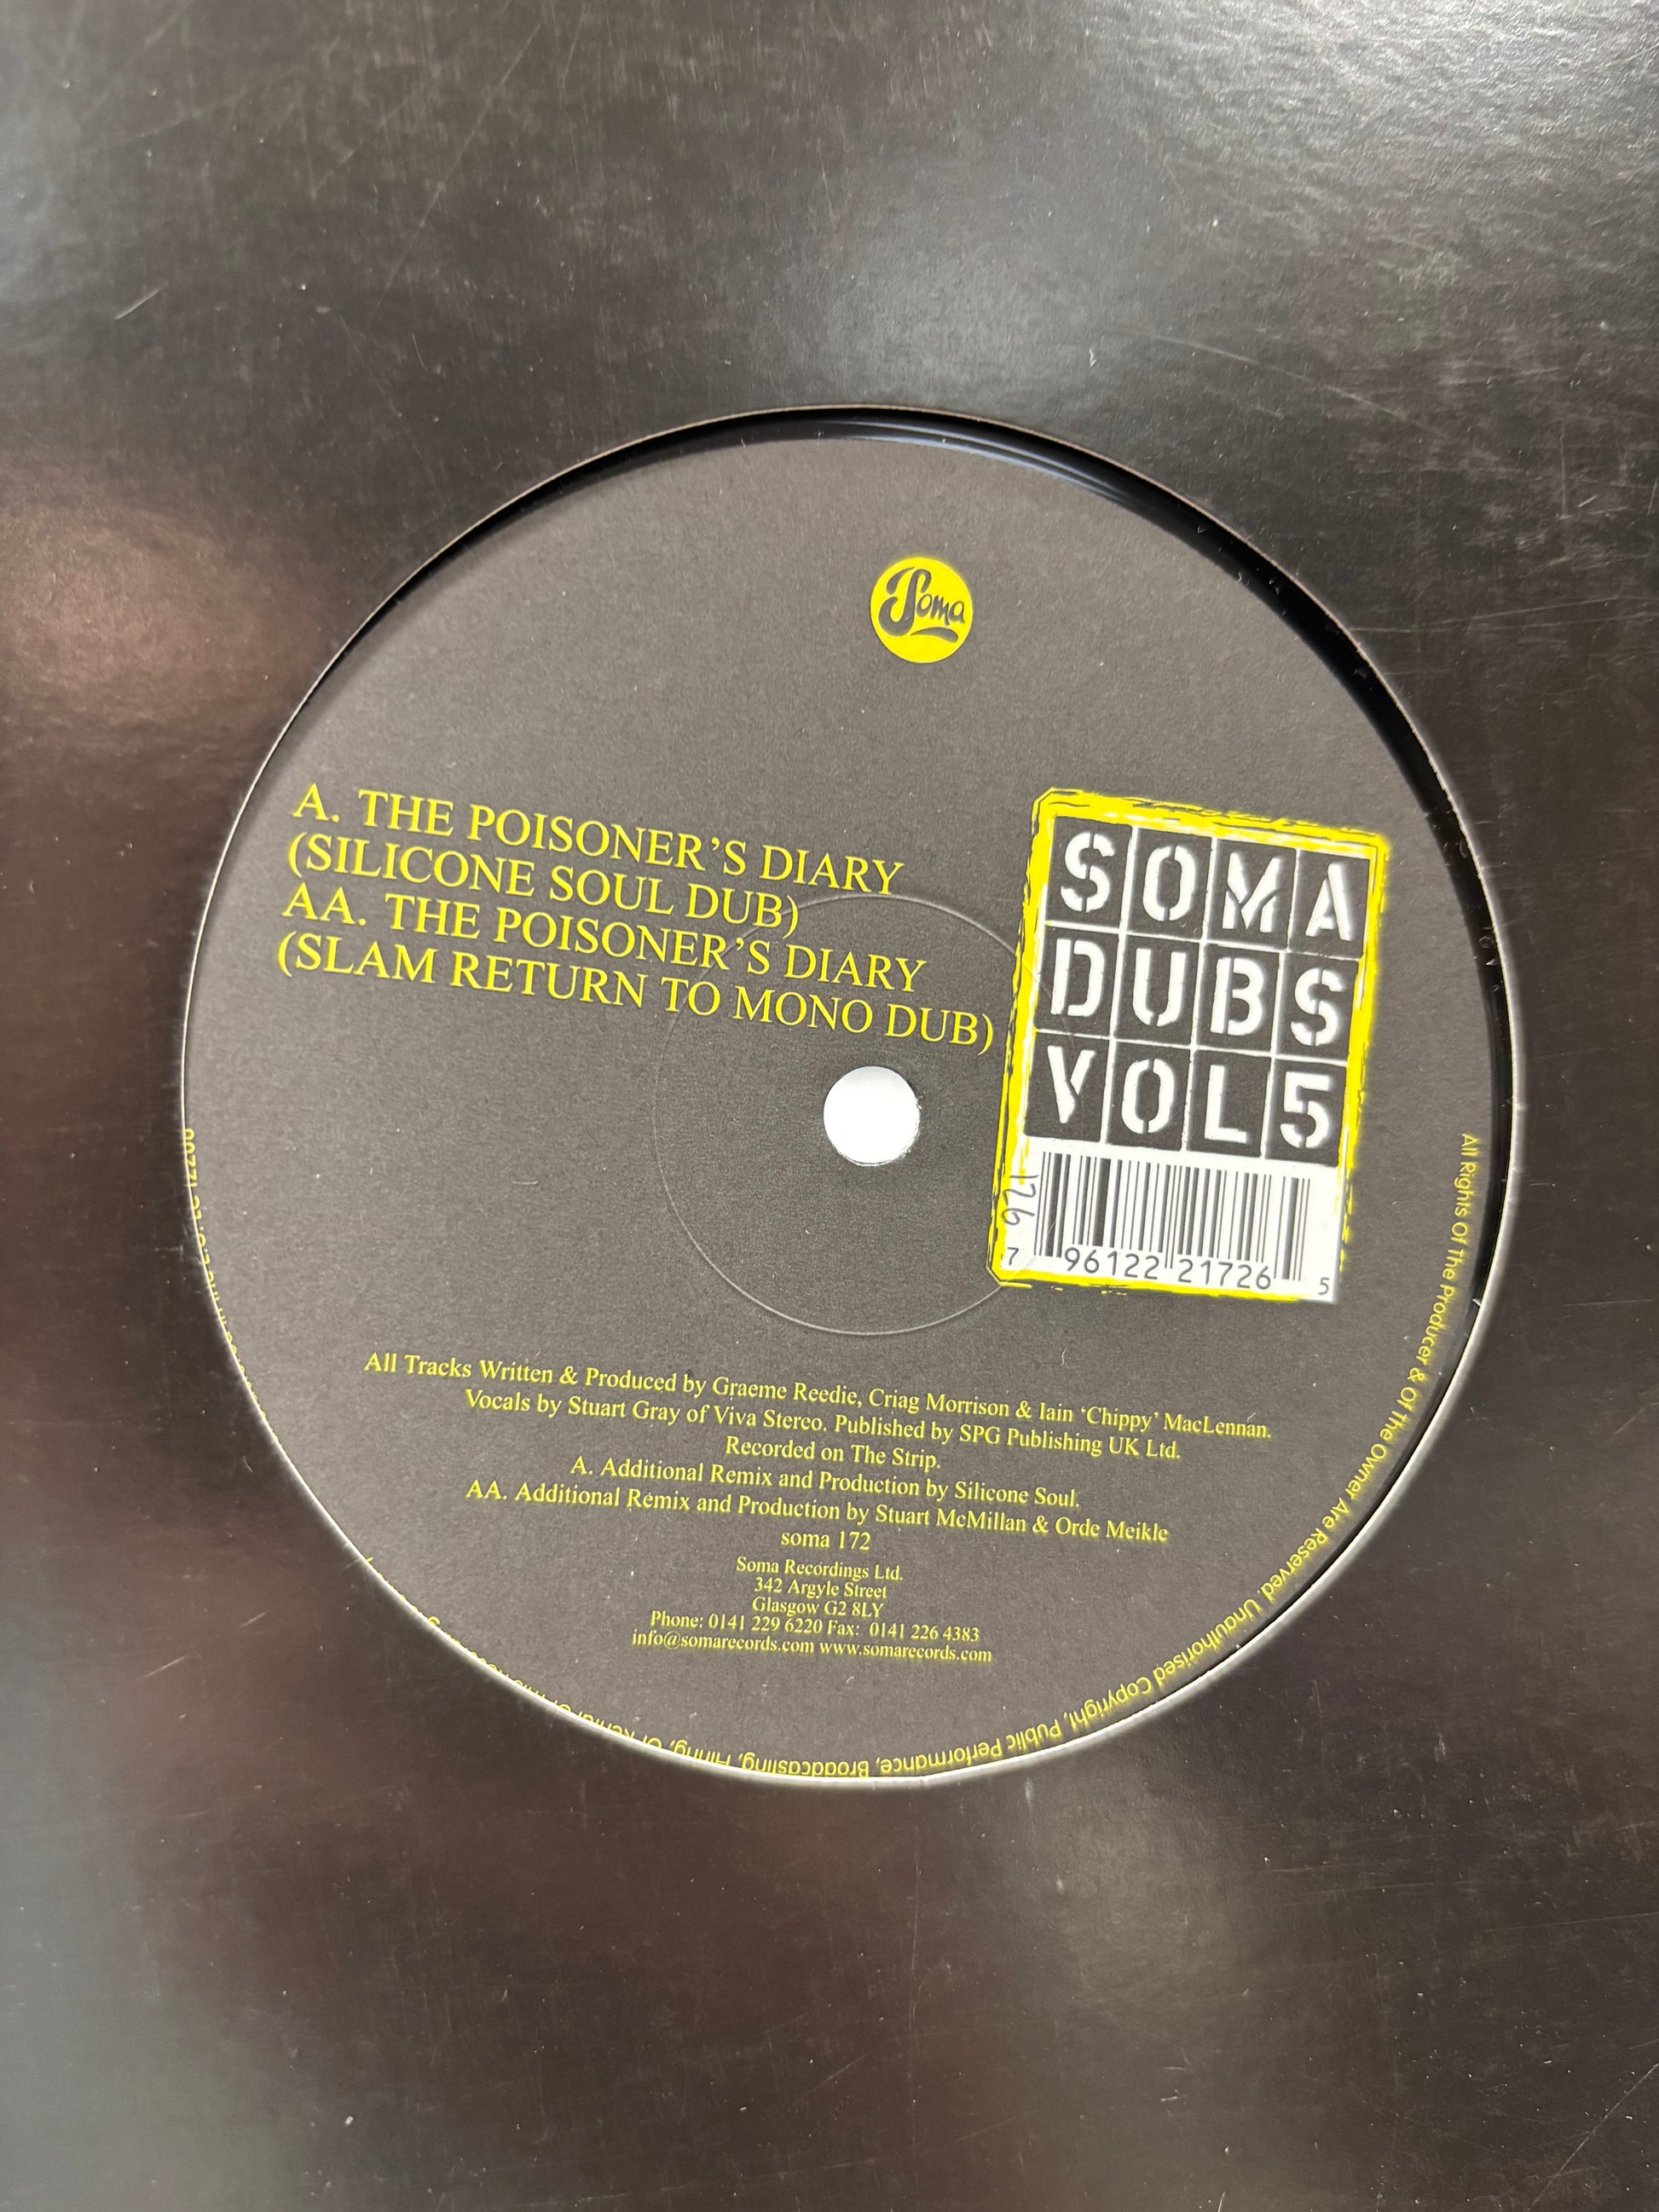 Soma
A. THE POISONER'S DIARY
(SILICONE SOUL DUB)
AA. THE POISONER'S DIARY
(SLAM RETURN TO MONO DUB)
SOMA
DUBS
VOL5
7 96122 21726 5
All Tracks Written & Produced by Graeme Reedie, Criag Morrison & Iain 'Chippy' MacLennan.
Vocals by Stuart Gray of Viva Stereo. Published by SPG Publishing UK Ltd.
Recorded on The Strip.
A. Additional Remix and Production by Silicone Soul.
AA. Additional Remix and Production by Stuart McMillan & Orde Meikle
soma 172
Soma Recordings Ltd.
342 Argyle Street
Glasgow G2 8LY
Phone: 0141 229 6220 Fax: 0141 226 4383
info@somarecords.com www.somarecords.com
All Rights Of The Producer & Of The Owner Are Reserved. Unauthorised Copyright, Public Performance, Broadcasting, Hiring, Or Rental Of